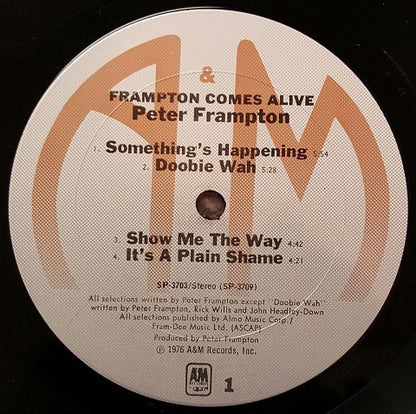 &
FRAMPTON COMES ALIVE
Peter Frampton
1. Something's Happening 5:54
2. Doobie Wah 5:28
3. Show Me The Way 4:42
4. It's A Plain Shame 4:21
SP-3703/Stereo (SP-3709)
All selections written by Peter Frampton except "Doobie Wah"
written by Peter Frampton, Rick Wills and John Headley-Down
All selections published by Almo Music Corp./
Fram-Dee Music Ltd. (ASCAP)
Produced by Peter Frampton
℗ 1976 A&M Records, Inc.
AM
1